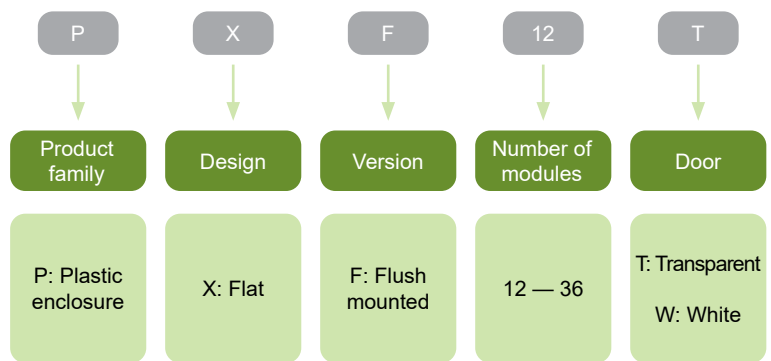 P
X
F
12
T
Product
family
Design
Version
Number of
modules
Door
P: Plastic
enclosure
X: Flat
F: Flush
mounted
12 — 36
T: Transparent
W: White